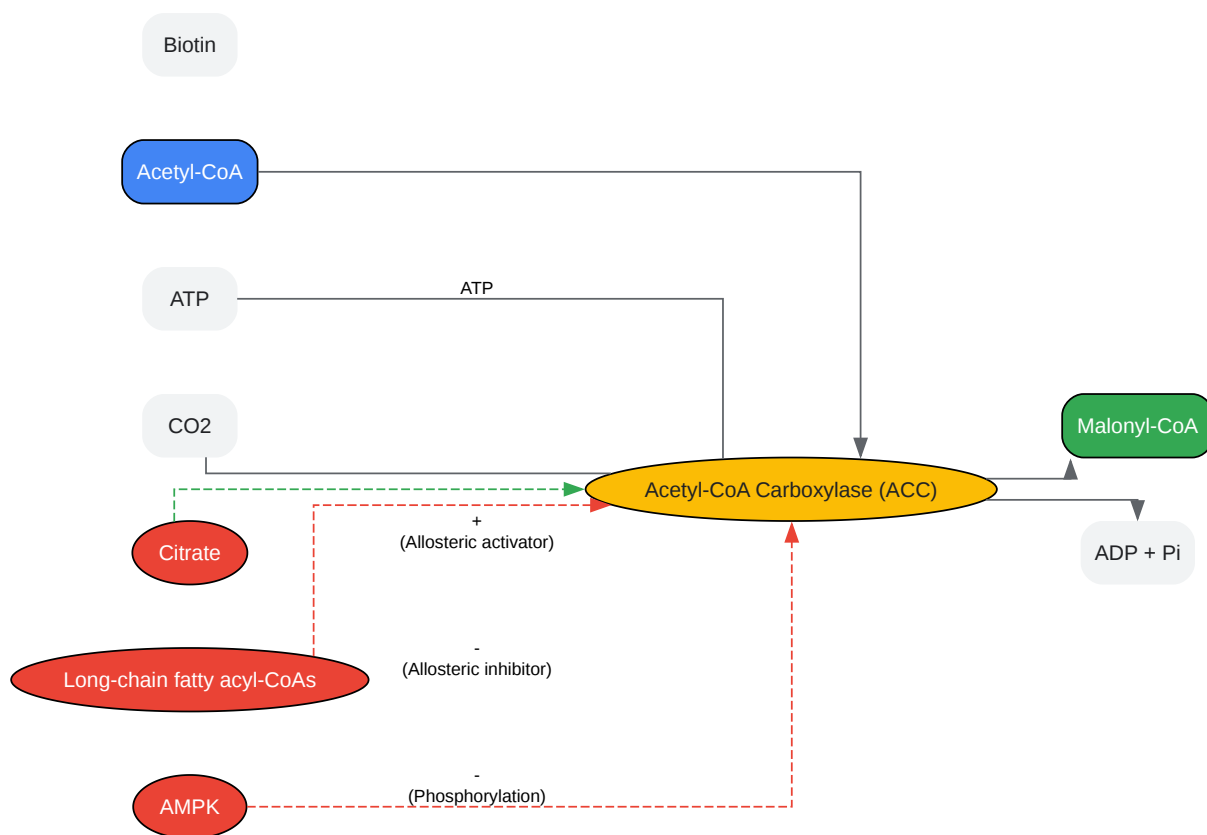 Biotin
Acetyl-CoA
ATP
ATP
CO2
Malonyl-CoA
Acetyl-CoA Carboxylase (ACC)
+
(Allosteric activator)
Citrate
ADP + Pi
-
(Allosteric inhibitor)
Long-chain fatty acyl-CoAs
-
(Phosphorylation)
AMPK